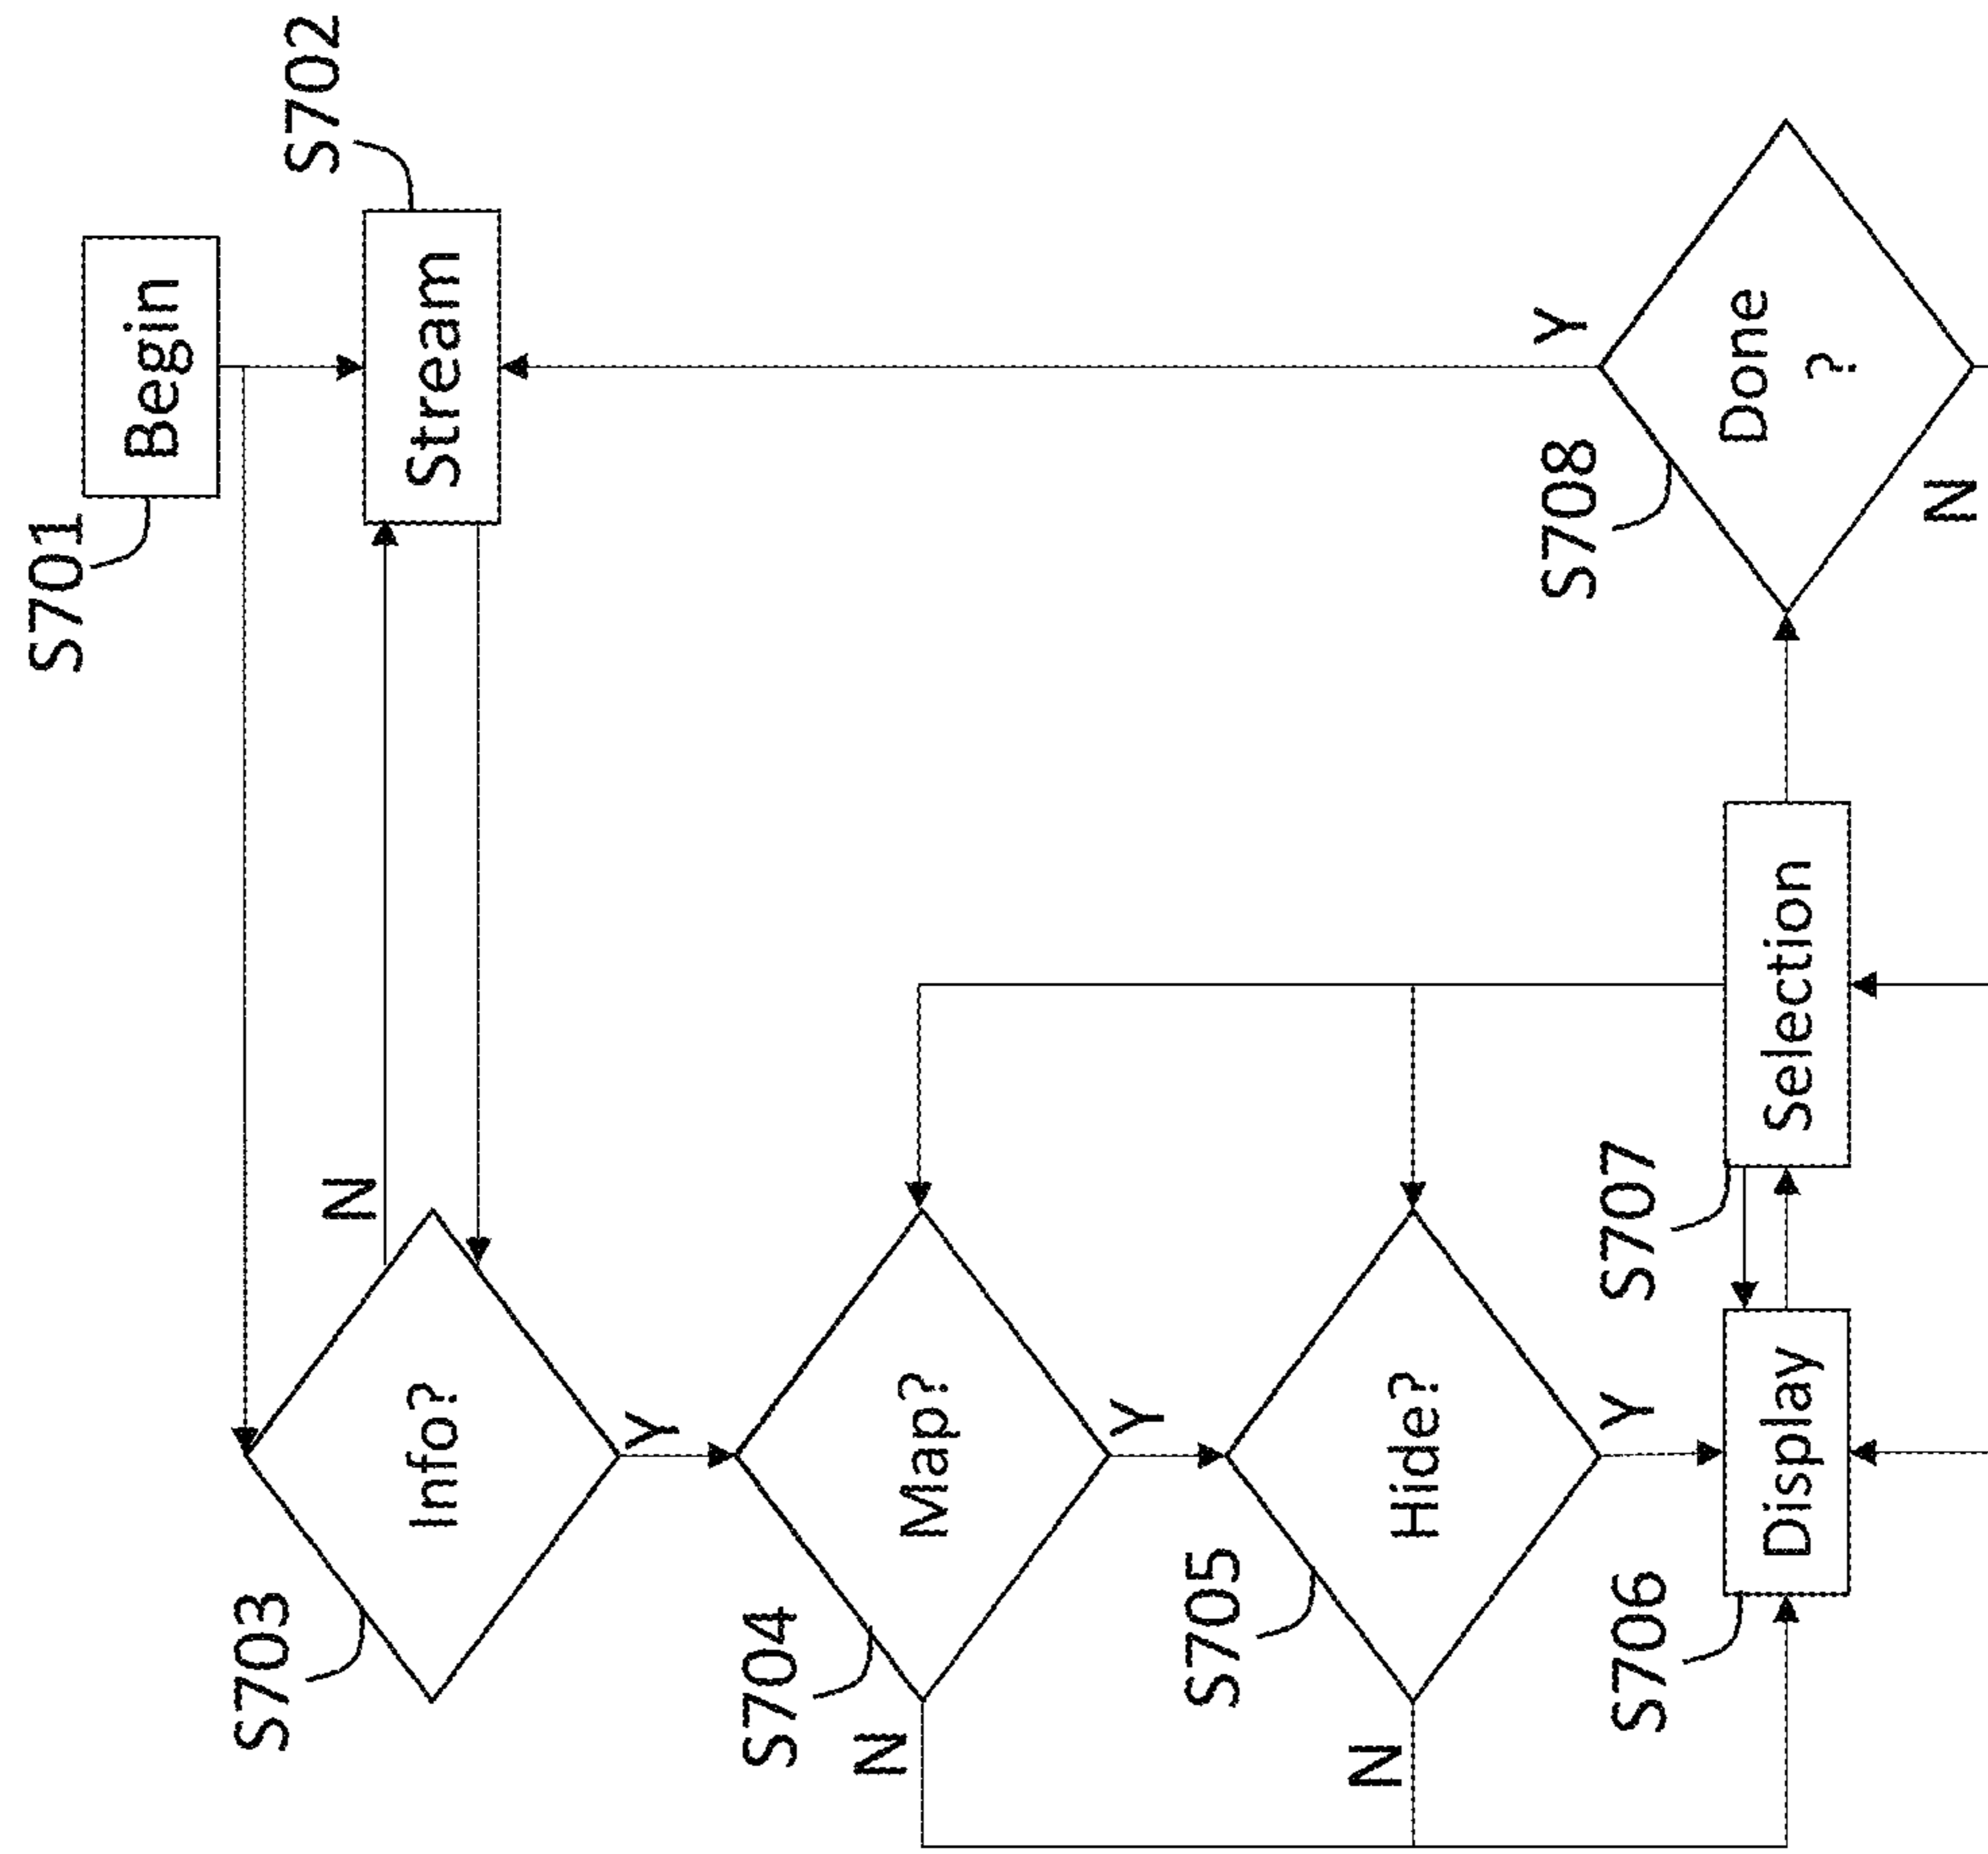 S701
Begin
S702
Stream
S703
Info?
N
Y
S704
Map?
N
Y
S705
Hide?
N
Y
S706
Display
S707
Selection
S708
Done
?
Y
N